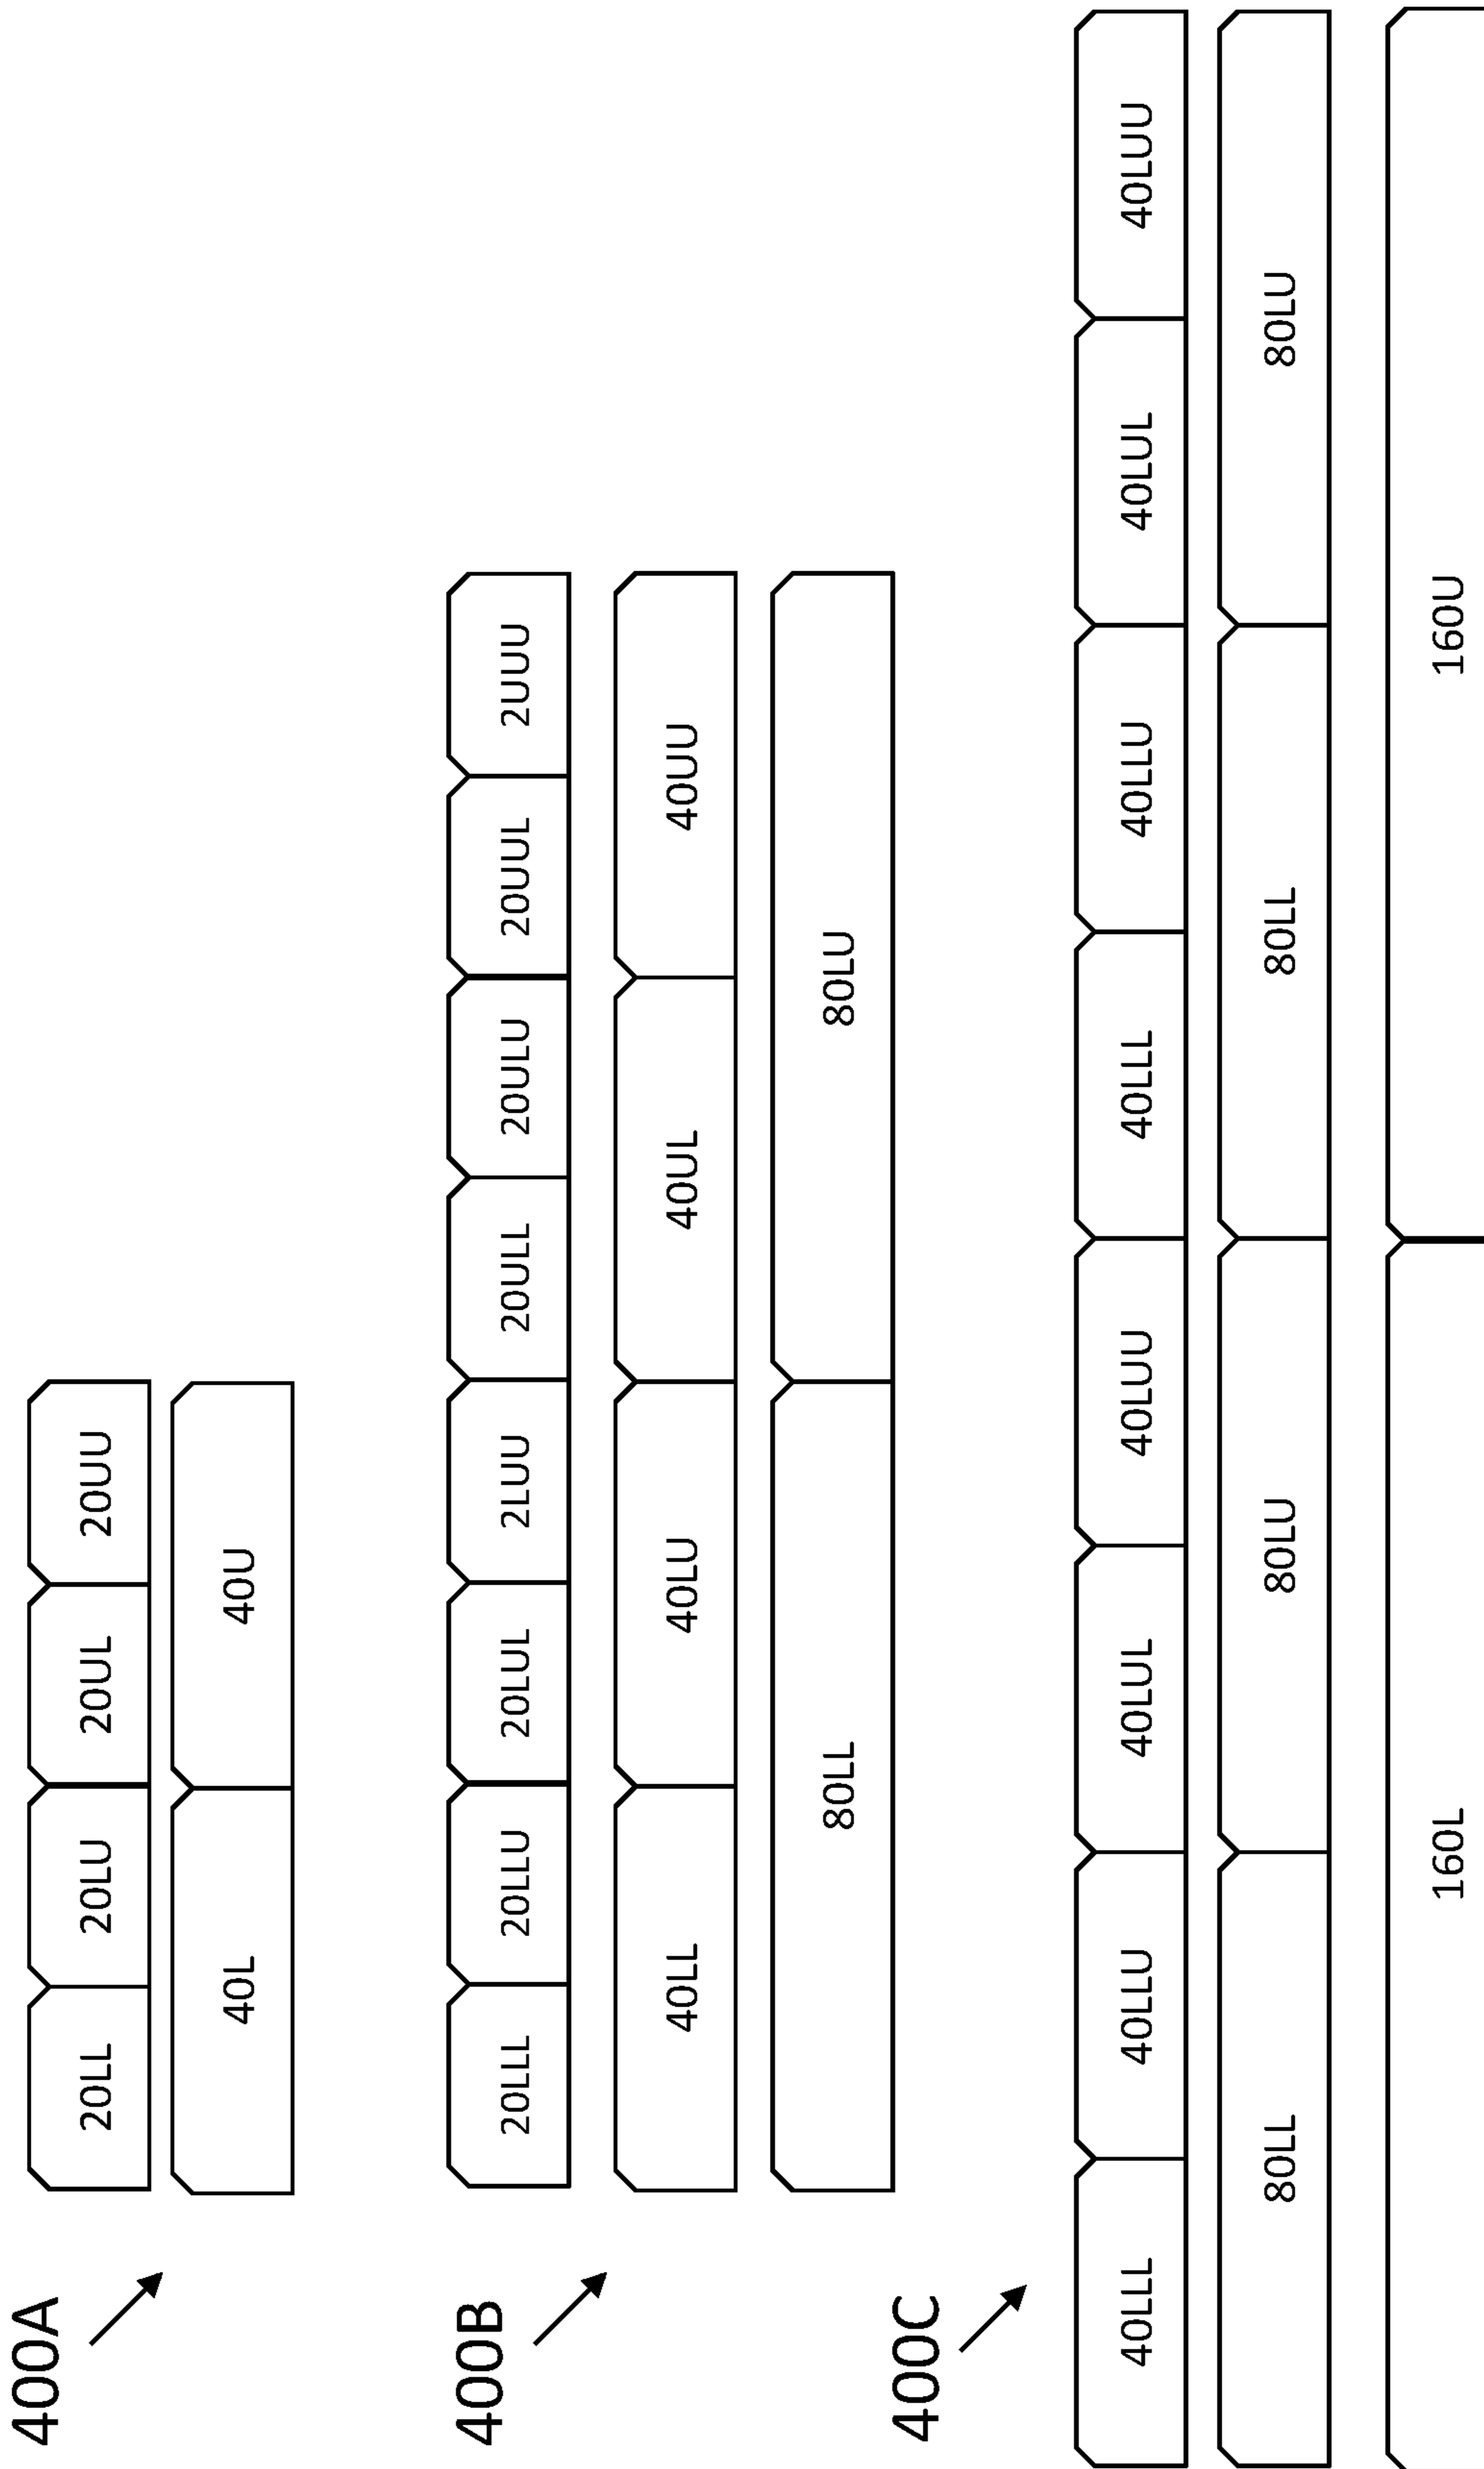 400A
20LL 20LU 20UL 20UU
40L 40U
400B
20LLL 20LLU 20LUL 2LUU 20ULL 20ULU 20UUL 2UUU
40LL 40LU 40UL 40UU
80LL 80LU
400C
40LLL 40LLU 40LUL 40LUU 40LLL 40LLU 40LUL 40LUU
80LL 80LU 80LL 80LU
160L 160U